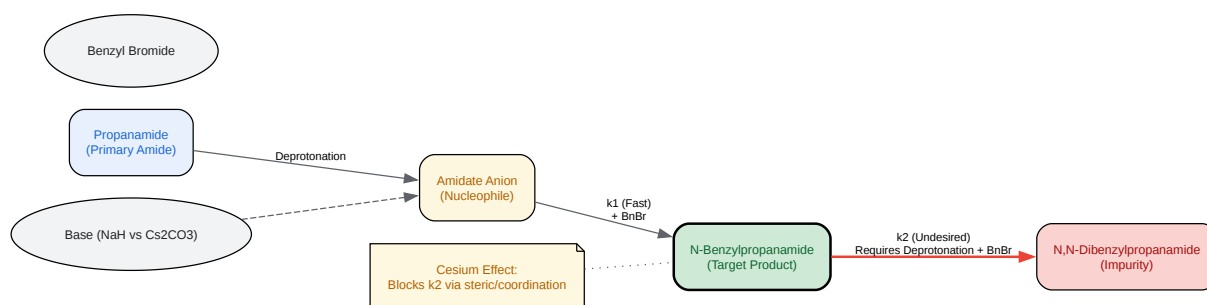 Benzyl Bromide
Propanamide
(Primary Amide)
Deprotonation
Base (NaH vs Cs2CO3)
Amidate Anion
(Nucleophile)
k1 (Fast)
+ BnBr
Cesium Effect:
Blocks k2 via steric/coordination
N-Benzylpropanamide
(Target Product)
k2 (Undesired)
Requires Deprotonation + BnBr
N,N-Dibenzylpropanamide
(Impurity)